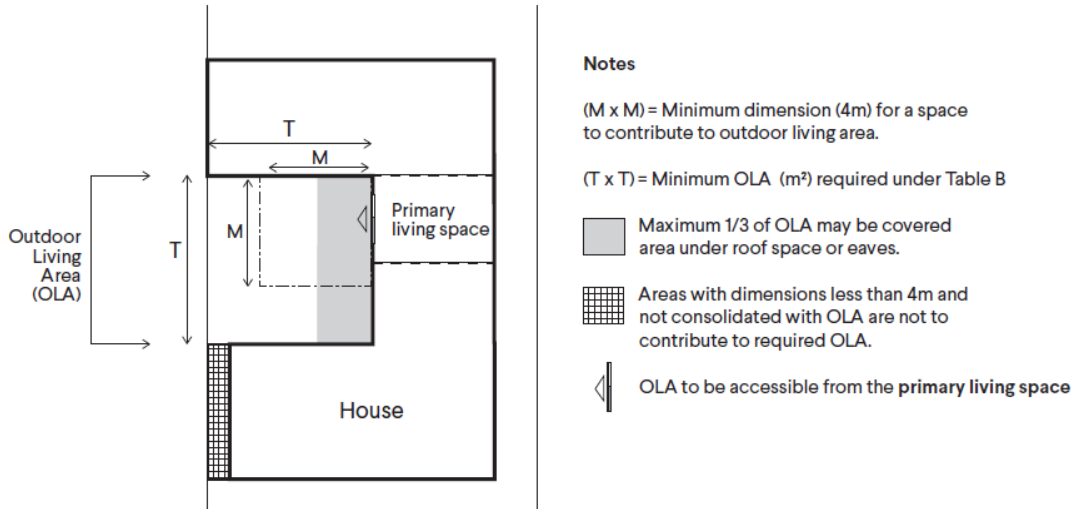 T
M
M
T
Primary
living space
Outdoor
Living
Area
(OLA)
House
Notes
(M x M) = Minimum dimension (4m) for a space
to contribute to outdoor living area.
(T x T) = Minimum OLA (m²) required under Table B
Maximum 1/3 of OLA may be covered
area under roof space or eaves.
Areas with dimensions less than 4m and
not consolidated with OLA are not to
contribute to required OLA.
OLA to be accessible from the primary living space